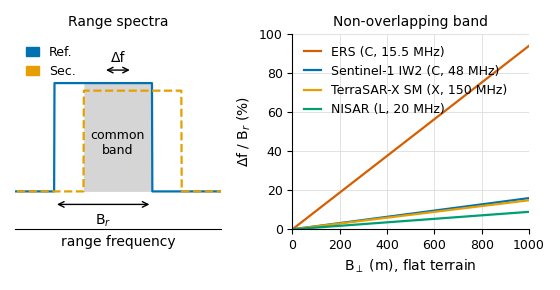 Range spectra
Ref.
Sec.
Δf
common
band
B_r
range frequency
Non-overlapping band
Δf / B_r (%)
100
80
60
40
20
0
ERS (C, 15.5 MHz)
Sentinel-1 IW2 (C, 48 MHz)
TerraSAR-X SM (X, 150 MHz)
NISAR (L, 20 MHz)
0 200 400 600 800 1000
B_⊥ (m), flat terrain